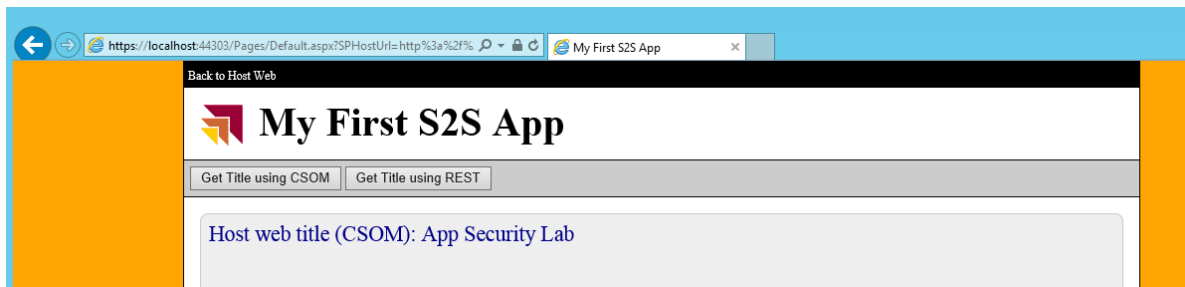 https://localhost:44303/Pages/Default.aspx?SPHostUrl=http%3a%2f% My First S2S App
Back to Host Web
My First S2S App
Get Title using CSOM Get Title using REST
Host web title (CSOM): App Security Lab